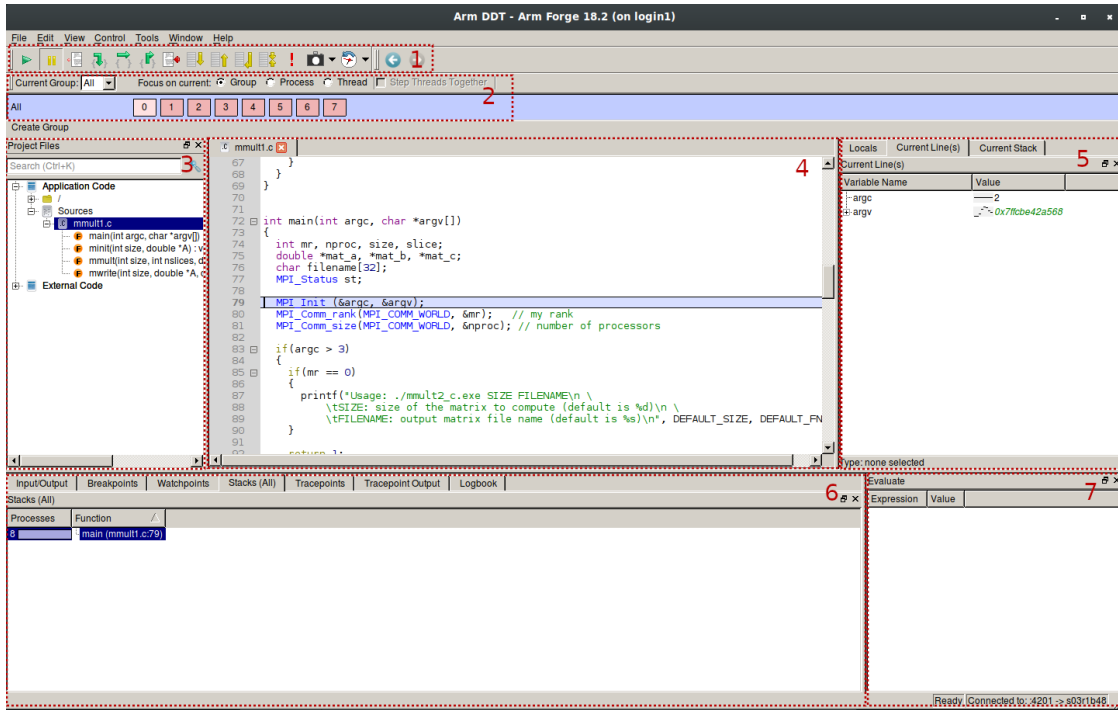 Arm DDT - Arm Forge 18.2 (on login1)
File Edit View Control Tools Window Help
1
Current Group: All Focus on current: Group Process Thread Step Threads Together
2
All 0 1 2 3 4 5 6 7
Create Group
Project Files
3
Search (Ctrl+K)
Application Code
/
Sources
mmult1.c
main(int argc, char *argv[])
minit(int size, double *A) : v
mmult(int size, int nslices, d
mwrite(int size, double *A, c
External Code
mmult1.c
4
67 }
68 }
69 }
70
71
72 int main(int argc, char *argv[])
73 {
74 int mr, nproc, size, slice;
75 double *mat_a, *mat_b, *mat_c;
76 char filename[32];
77 MPI_Status st;
78
79 MPI_Init (&argc, &argv);
80 MPI_Comm_rank(MPI_COMM_WORLD, &mr); // my rank
81 MPI_Comm_size(MPI_COMM_WORLD, &nproc); // number of processors
82
83 if(argc > 3)
84 {
85 if(mr == 0)
86 {
87 printf("Usage: ./mmult2_c.exe SIZE FILENAME\n \
88 \tSIZE: size of the matrix to compute (default is %d)\n \
89 \tFILENAME: output matrix file name (default is %s)\n", DEFAULT_SIZE, DEFAULT_FN
90 }
91
92 return 1;
Locals Current Line(s) Current Stack
5
Current Line(s)
Variable Name Value
argc 2
argv 0x7ffcbe42a568
Type: none selected
Input/Output Breakpoints Watchpoints Stacks (All) Tracepoints Tracepoint Output Logbook
6
Stacks (All)
Processes Function
8 main (mmult1.c:79)
Evaluate
7
Expression Value
Ready Connected to: :4201 -> s03r1b48